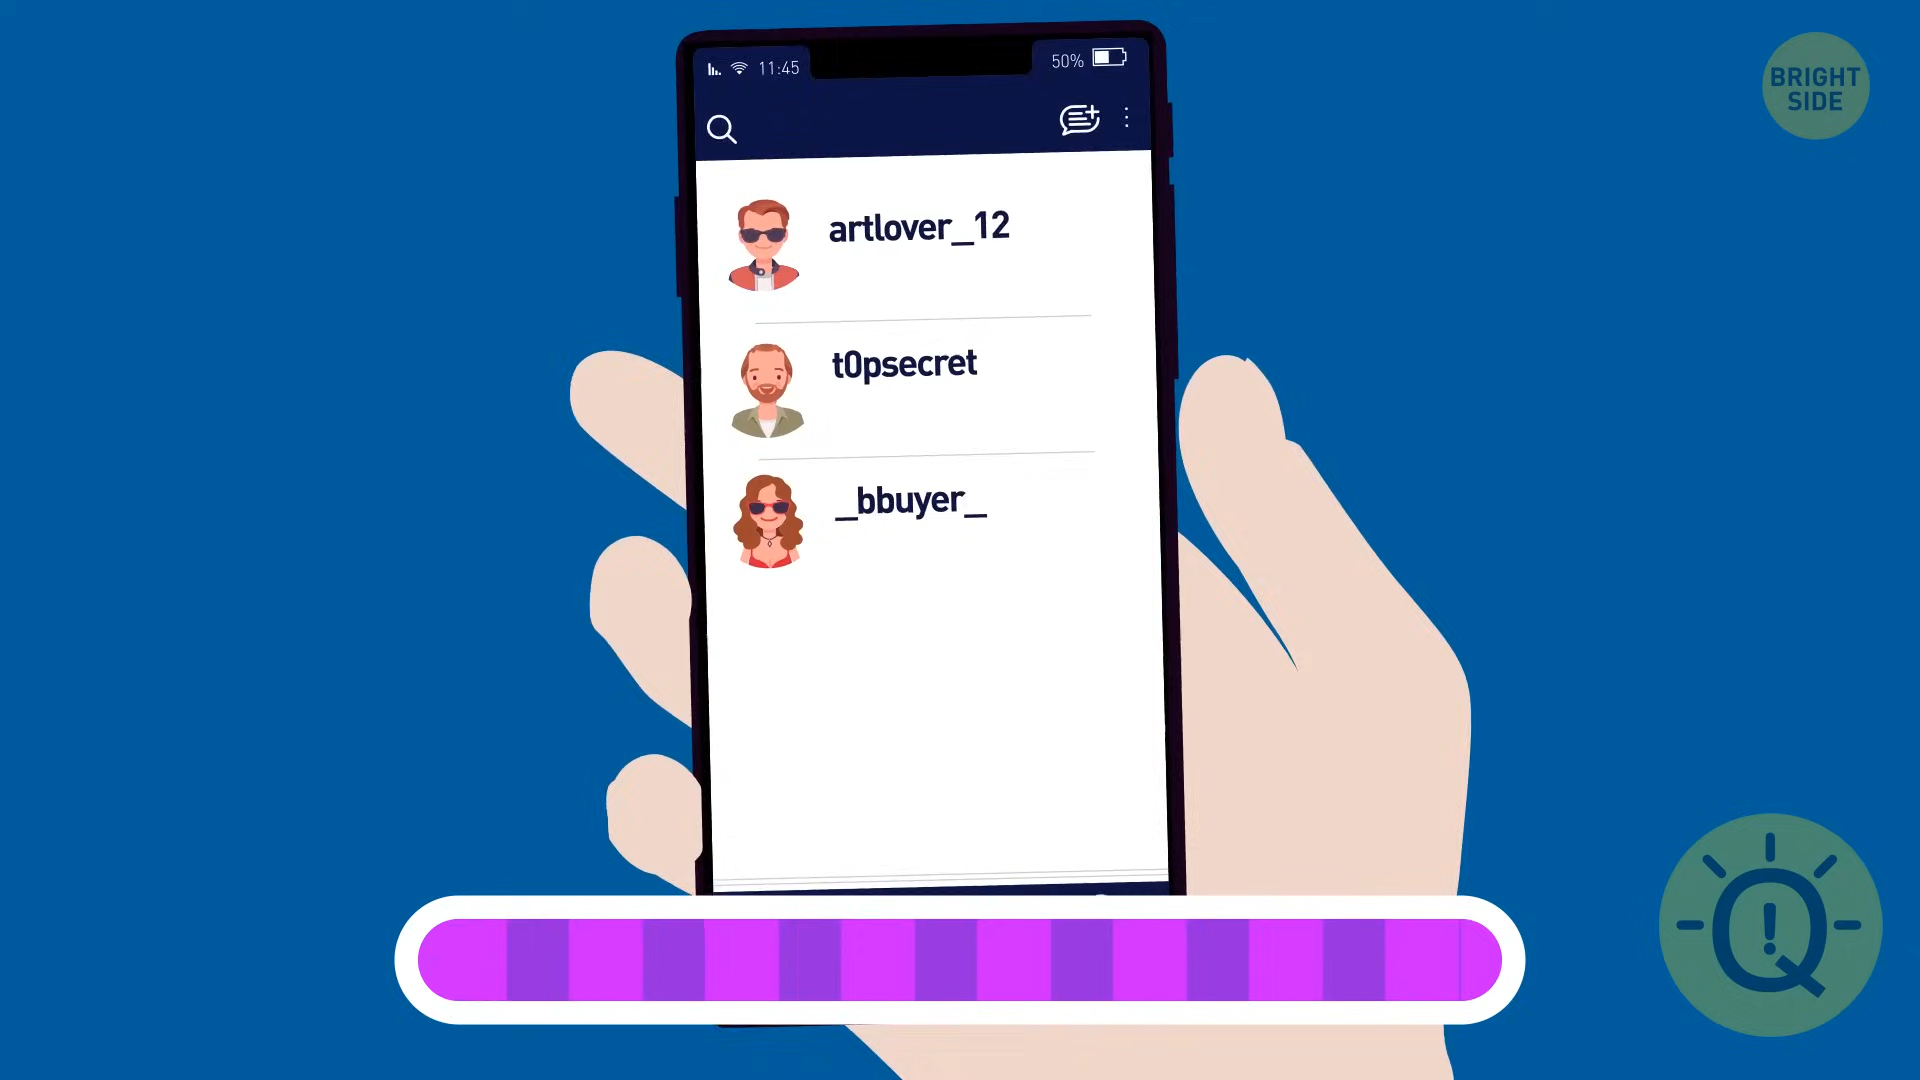 11:45
50%
BRIGHT
SIDE
artlover_12
t0psecret
_bbuyer_
Q!